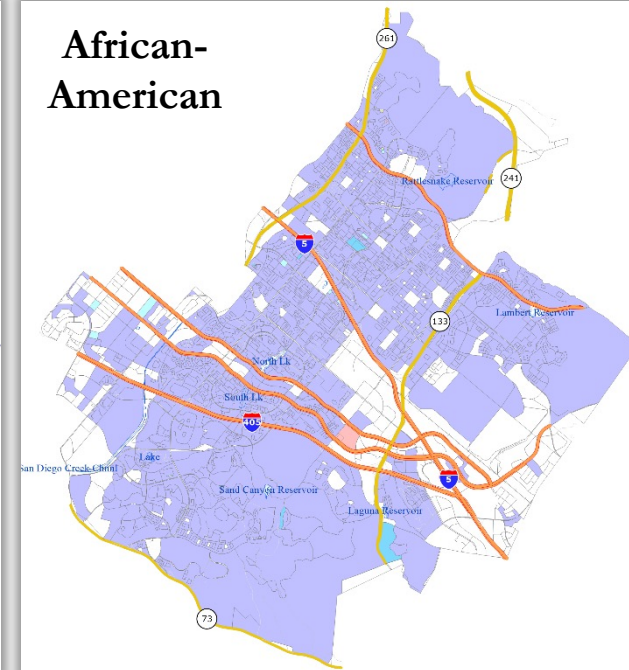 African-
American
261
Rattlesnake Reservoir
241
5
Lambert Reservoir
133
North Lk
South Lk
405
Lake
San Diego Creek Chnnl
5
Sand Canyon Reservoir
Laguna Reservoir
73